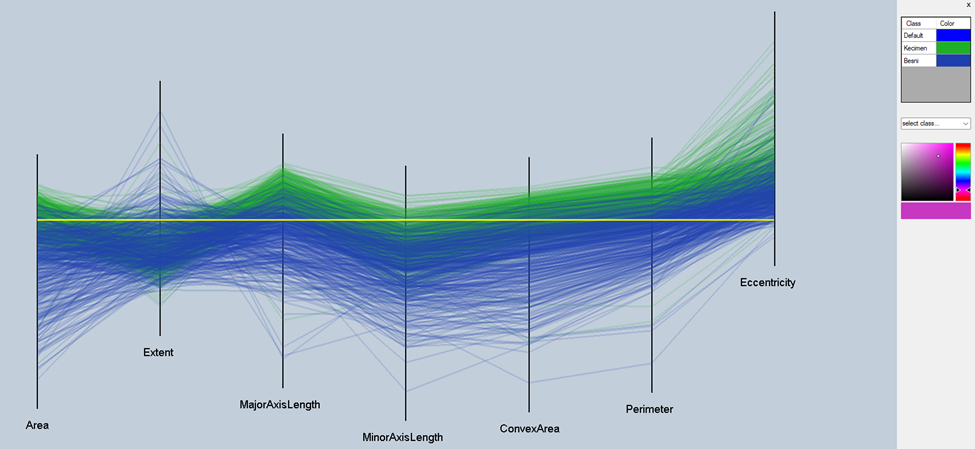 x
Class Color
Default
Kecimen
Besni
select class...
Eccentricity
Extent
MajorAxisLength
Perimeter
Area
ConvexArea
MinorAxisLength